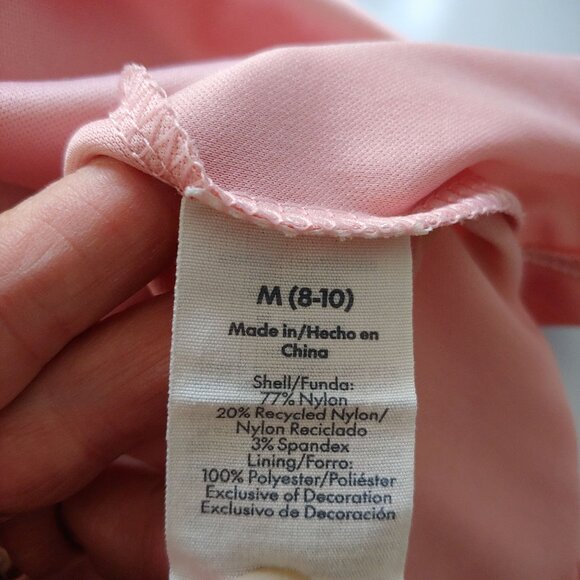 M (8-10)
Made in/Hecho en
China
Shell/Funda:
77% Nylon
20% Recycled Nylon/
Nylon Reciclado
3% Spandex
Lining/Forro:
100% Polyester/Poliéster
Exclusive of Decoration
Exclusivo de Decoración